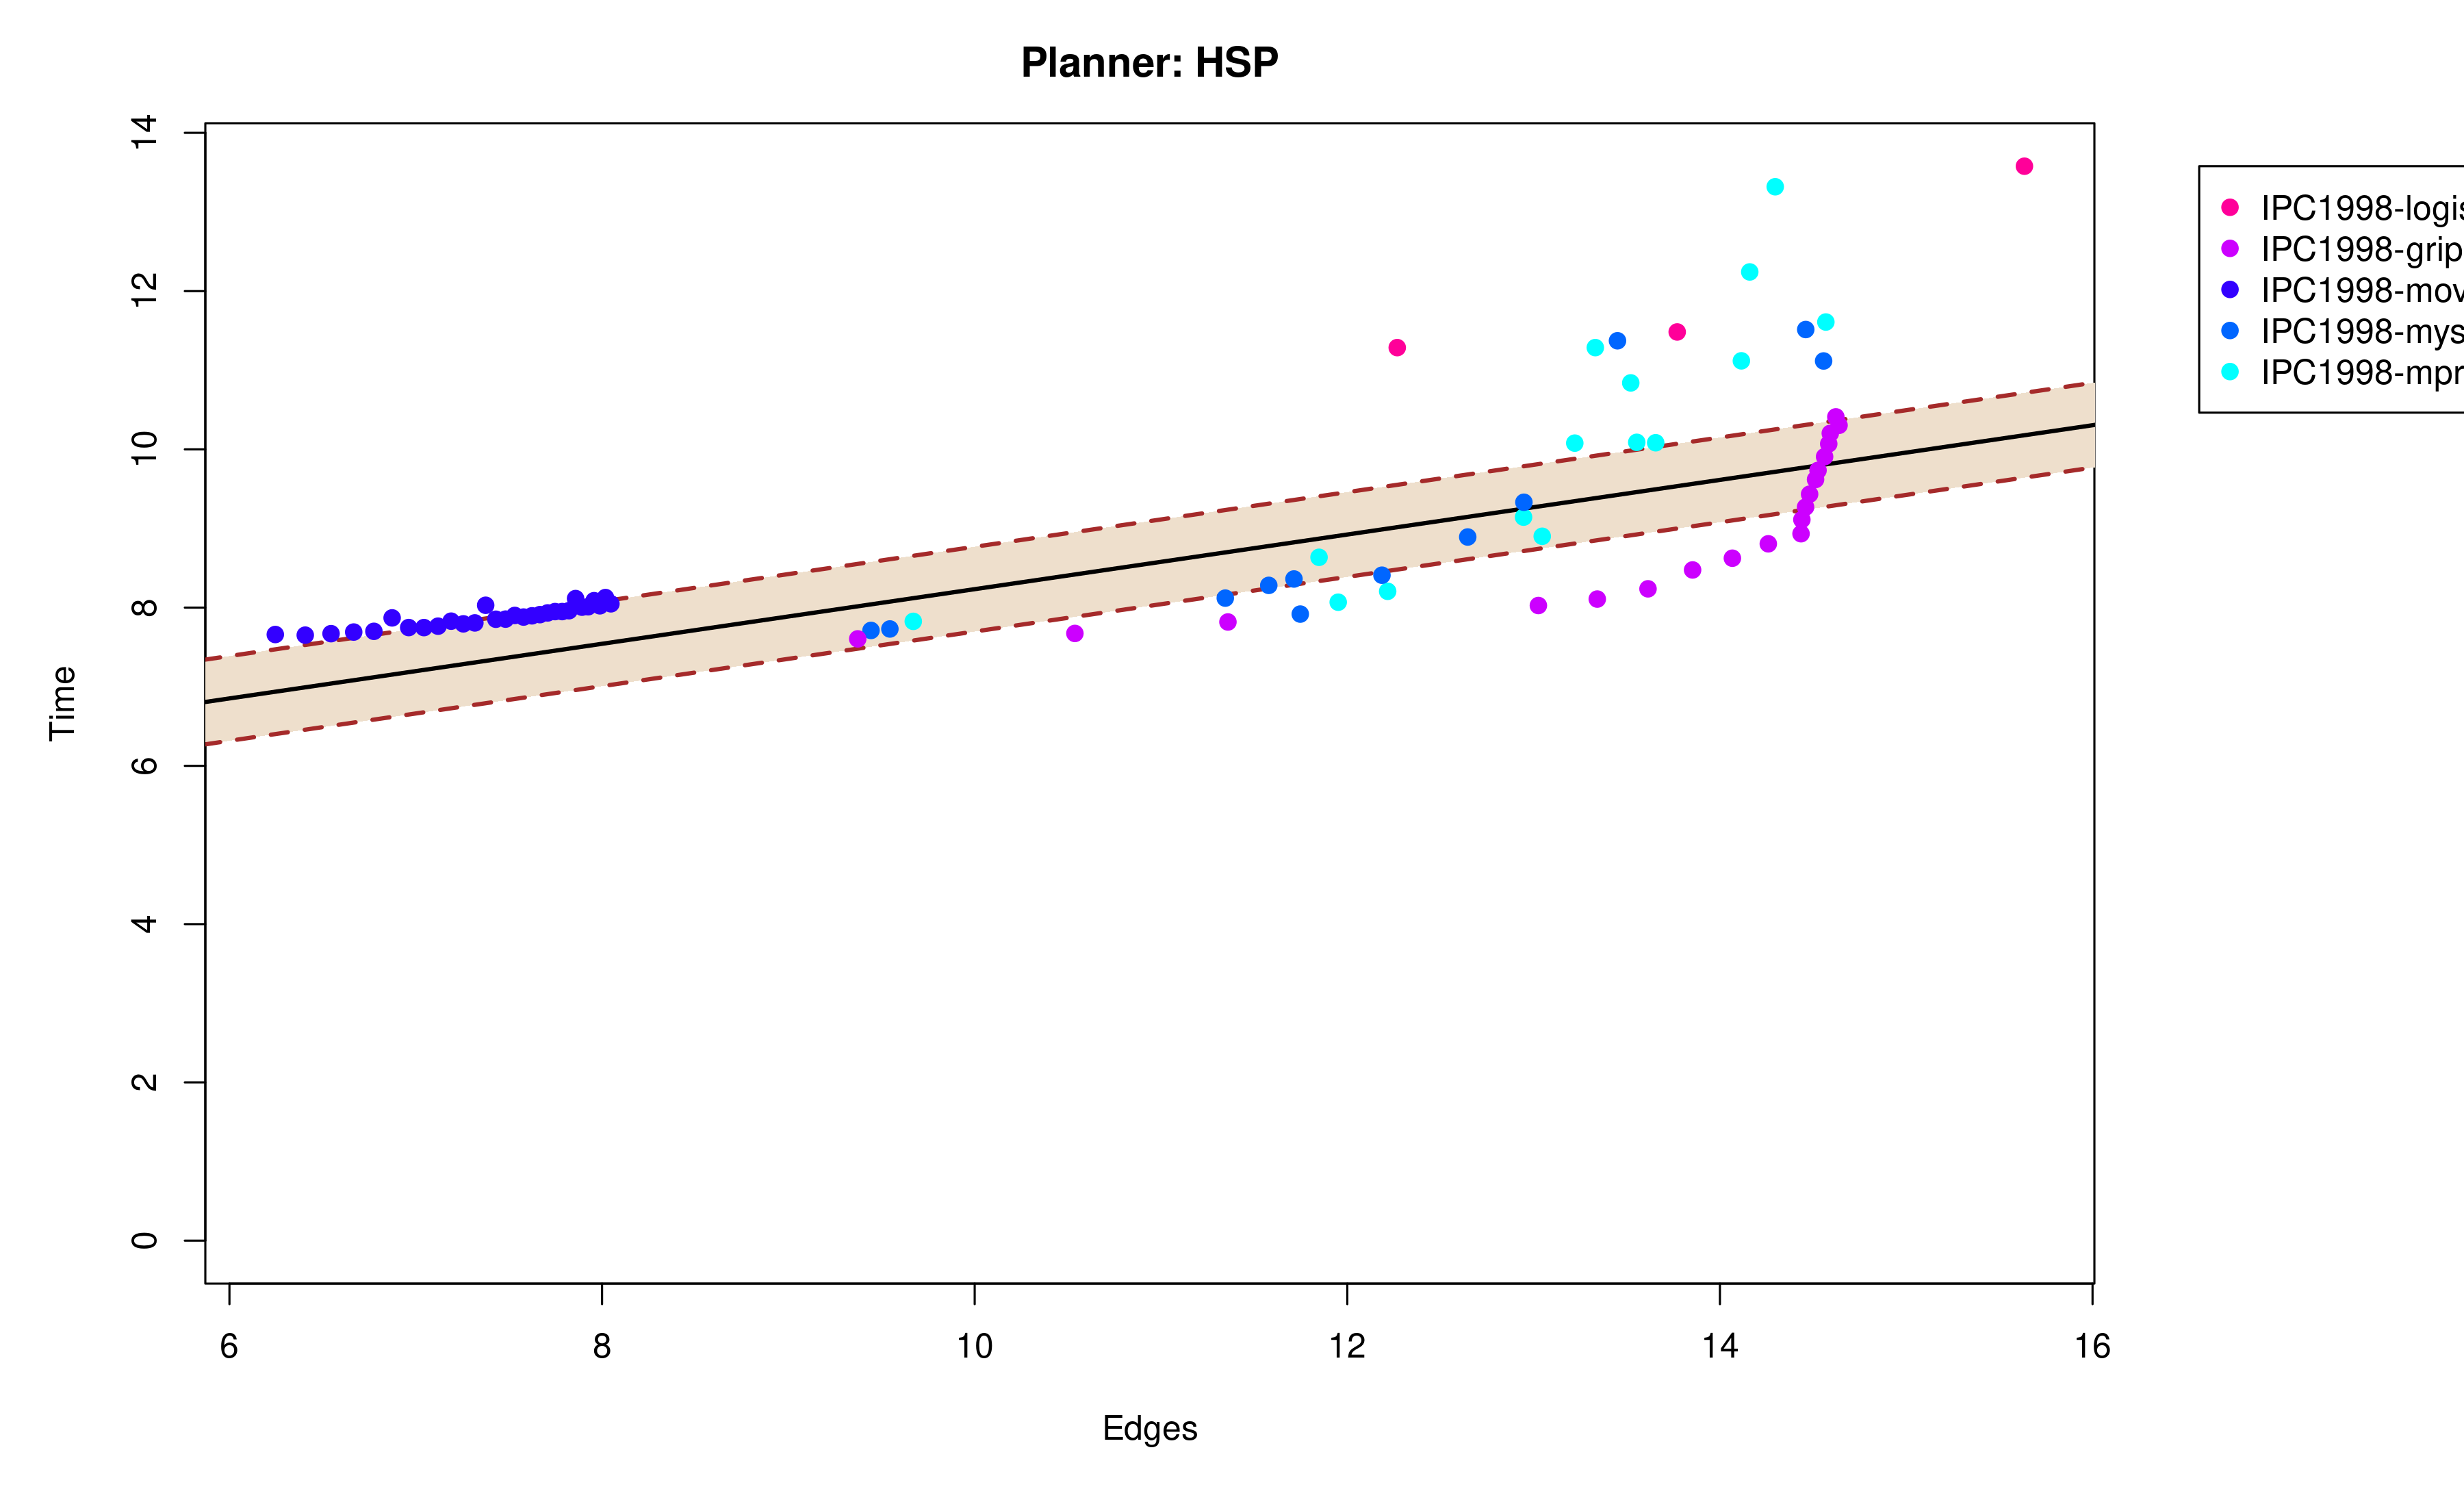 Planner: HSP
14
12
10
8
6
4
2
0
Time
6 8 10 12 14 16
Edges
IPC1998-logis
IPC1998-grip
IPC1998-mov
IPC1998-mys
IPC1998-mpr